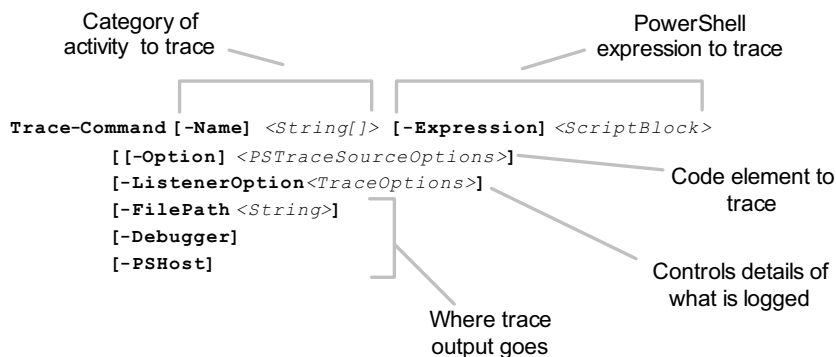 Category of
activity to trace
PowerShell
expression to trace
Trace-Command [-Name] <String[]> [-Expression] <ScriptBlock>
[[-Option] <PSTraceSourceOptions>]
[-ListenerOption<TraceOptions>]
[-FilePath <String>]
[-Debugger]
[-PSHost]
Code element to
trace
Controls details of
what is logged
Where trace
output goes